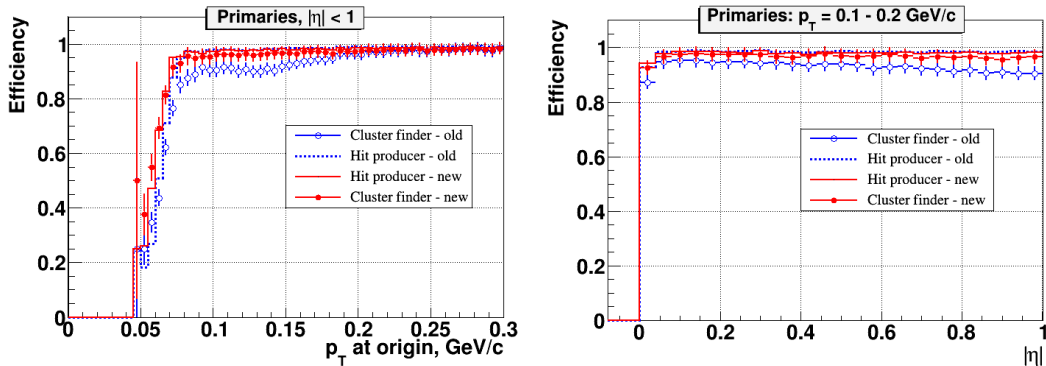 Primaries, |η| < 1
Efficiency
1
0.8
0.6
0.4
0.2
0
Cluster finder - old
Hit producer - old
Hit producer - new
Cluster finder - new
0 0.05 0.1 0.15 0.2 0.25 0.3
p_T at origin, GeV/c
Primaries: p_T = 0.1 - 0.2 GeV/c
Efficiency
1
0.8
0.6
0.4
0.2
0
Cluster finder - old
Hit producer - old
Hit producer - new
Cluster finder - new
0 0.2 0.4 0.6 0.8 1
|η|